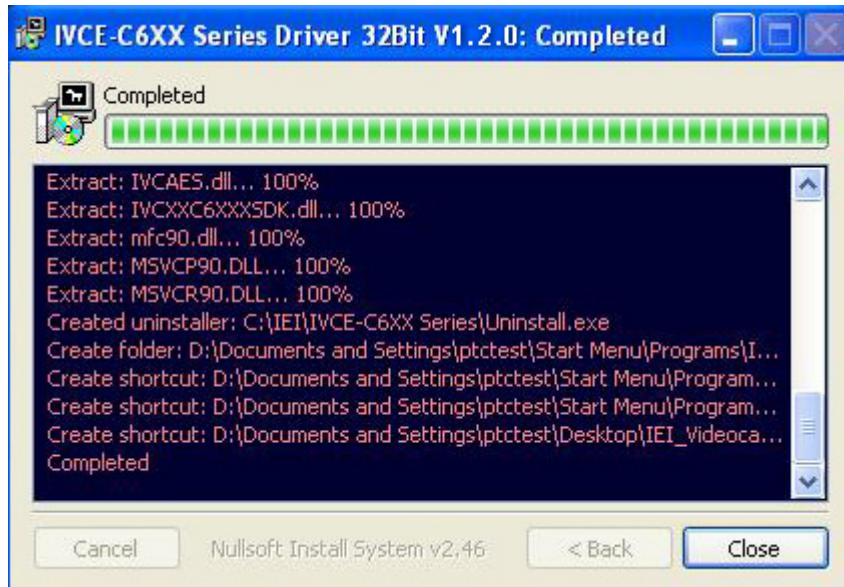 IVCE-C6XX Series Driver 32Bit V1.2.0: Completed
Completed
Extract: IVCAES.dll... 100%
Extract: IVCXXC6XXXSDK.dll... 100%
Extract: mfc90.dll... 100%
Extract: MSVCP90.DLL... 100%
Extract: MSVCR90.DLL... 100%
Created uninstaller: C:\IEI\IVCE-C6XX Series\Uninstall.exe
Create folder: D:\Documents and Settings\ptctest\Start Menu\Programs\I...
Create shortcut: D:\Documents and Settings\ptctest\Start Menu\Program...
Create shortcut: D:\Documents and Settings\ptctest\Start Menu\Program...
Create shortcut: D:\Documents and Settings\ptctest\Desktop\IEI_Videoca...
Completed
Cancel
Nullsoft Install System v2.46
< Back
Close